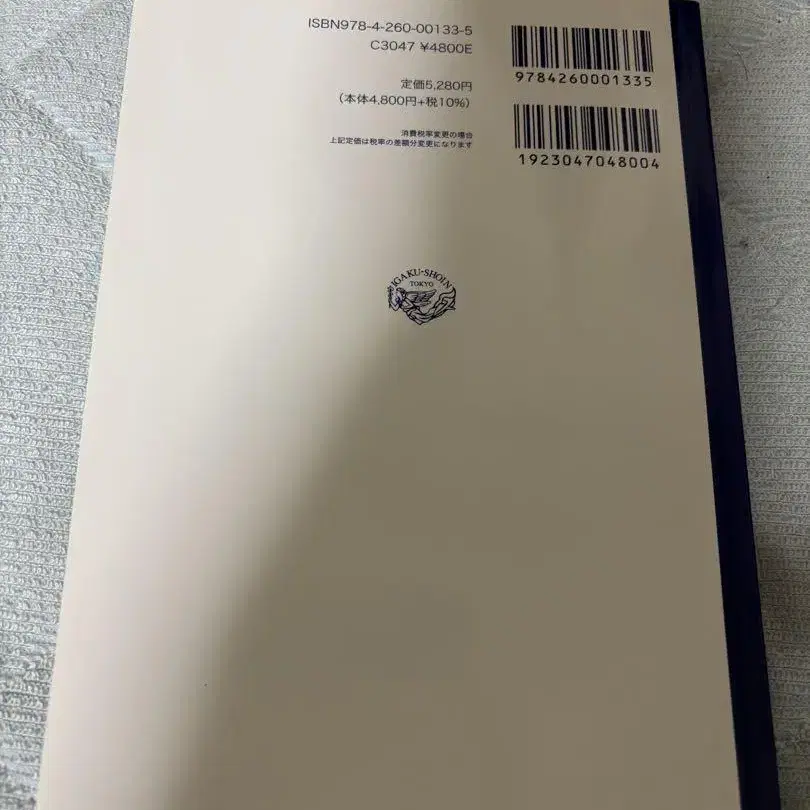 ISBN978-4-260-00133-5
C3047 ¥4800E
定価5,280円
(本体4,800円+税10%)
消費税率変更の場合
上記定価は税率の差額分変更になります
9784260001335
1923047048004
IGAKU-SHOIN
TOKYO